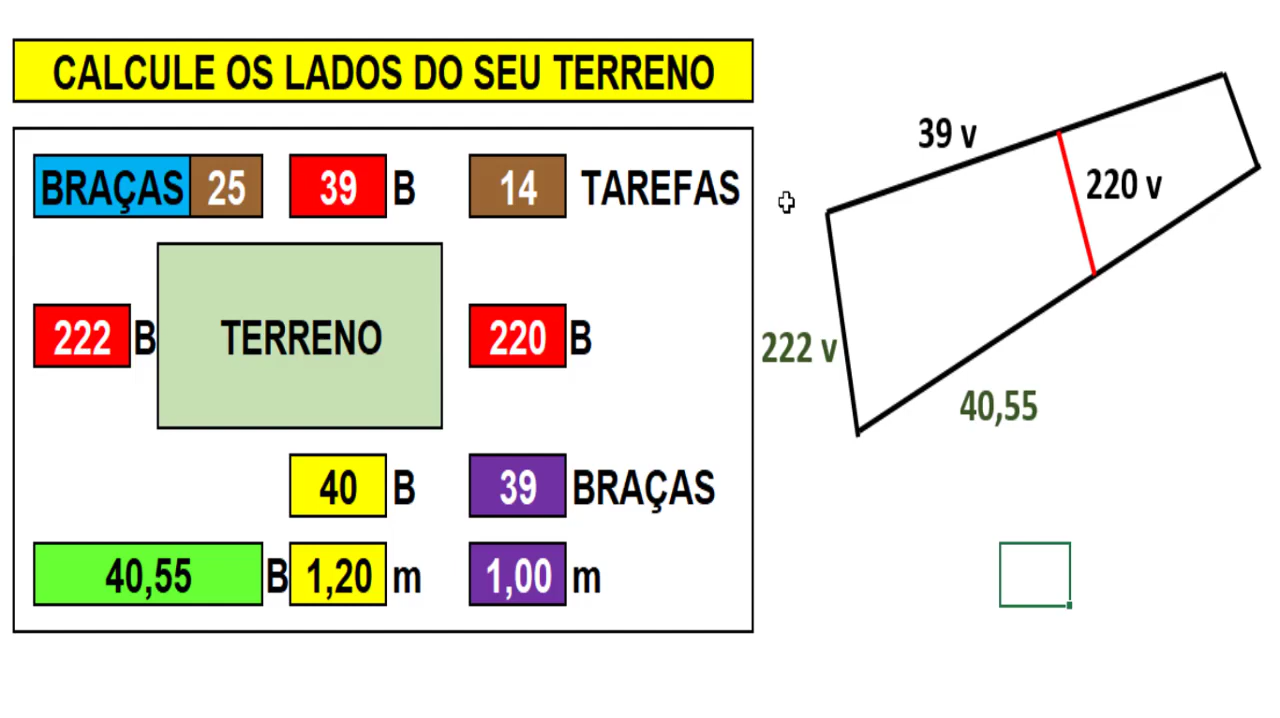 CALCULE OS LADOS DO SEU TERRENO
BRAÇAS 25 39 B 14 TAREFAS
222 B TERRENO 220 B
40 B 39 BRAÇAS
40,55 B 1,20 m 1,00 m
39 v
220 v
222 v
40,55